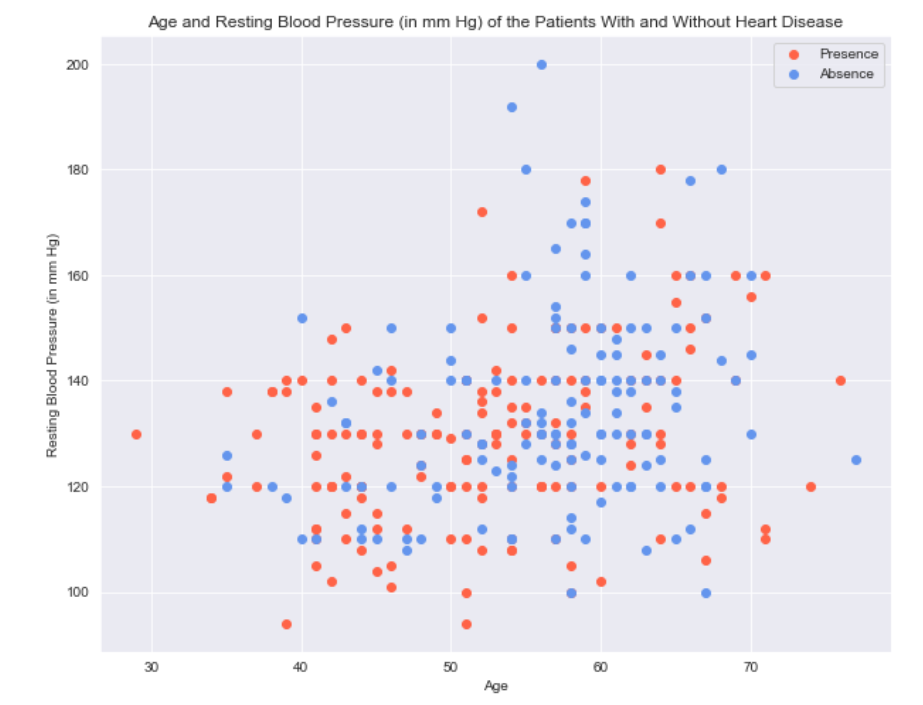 Age and Resting Blood Pressure (in mm Hg) of the Patients With and Without Heart Disease
Presence
Absence
200
180
160
140
120
100
Resting Blood Pressure (in mm Hg)
30 40 50 60 70
Age